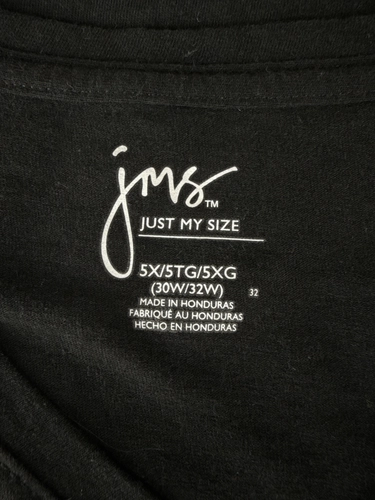 jms™
JUST MY SIZE
5X/5TG/5XG
(30W/32W)
32
MADE IN HONDURAS
FABRIQUÉ AU HONDURAS
HECHO EN HONDURAS